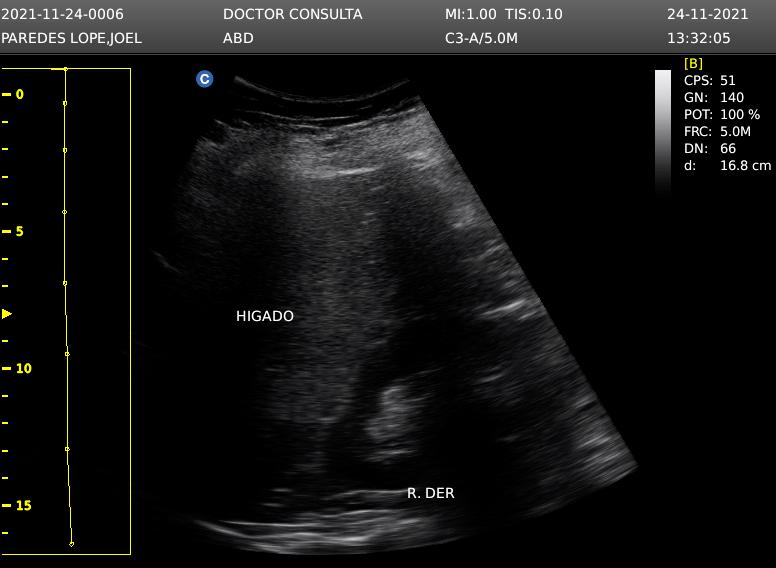 2021-11-24-0006 DOCTOR CONSULTA MI:1.00 TIS:0.10 24-11-2021
PAREDES LOPE,JOEL ABD C3-A/5.0M 13:32:05
C
[B]
CPS: 51
GN: 140
POT: 100 %
FRC: 5.0M
DN: 66
d: 16.8 cm
0
5
10
15
HIGADO
R. DER